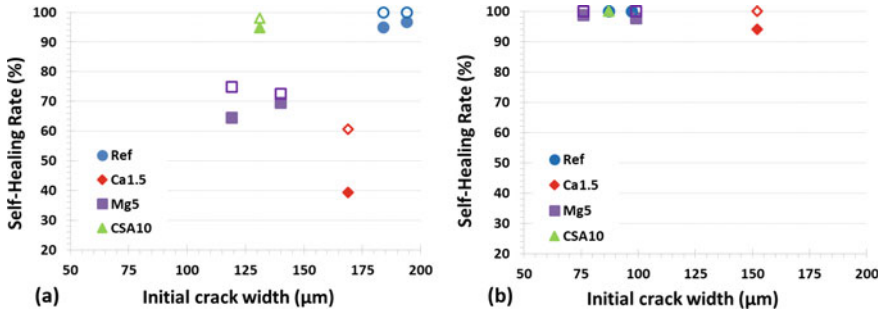 Self-Healing Rate (%)
100
90
80
70
60
50
40
30
20
Ref
Ca1.5
Mg5
CSA10
50
75
100
125
150
175
200
(a)
Initial crack width (µm)
Self-Healing Rate (%)
100
90
80
70
60
50
40
30
20
Ref
Ca1.5
Mg5
CSA10
50
75
100
125
150
175
200
(b)
Initial crack width (µm)